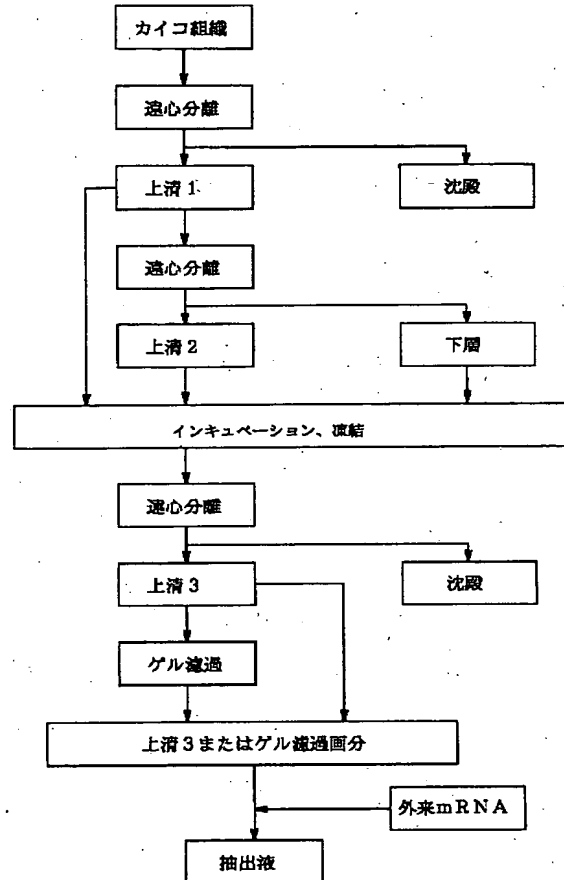 カイコ組織
遠心分離
上清1
沈殿
遠心分離
上清2
下層
インキュベーション、凍結
遠心分離
上清3
沈殿
ゲル濾過
上清3またはゲル濾過画分
外来mRNA
抽出液